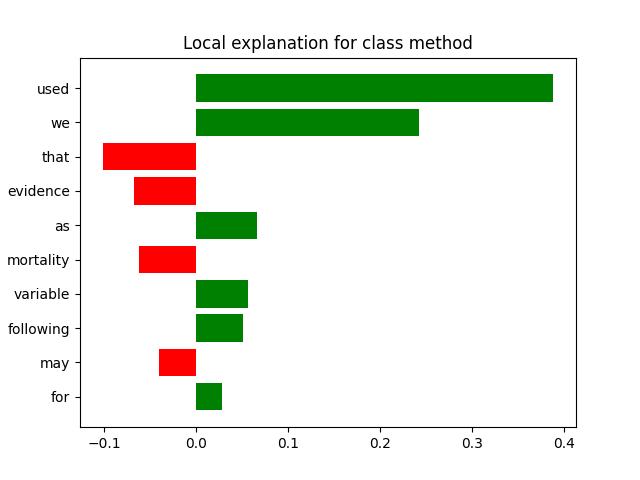 Local explanation for class method
used
we
that
evidence
as
mortality
variable
following
may
for
−0.1 0.0 0.1 0.2 0.3 0.4